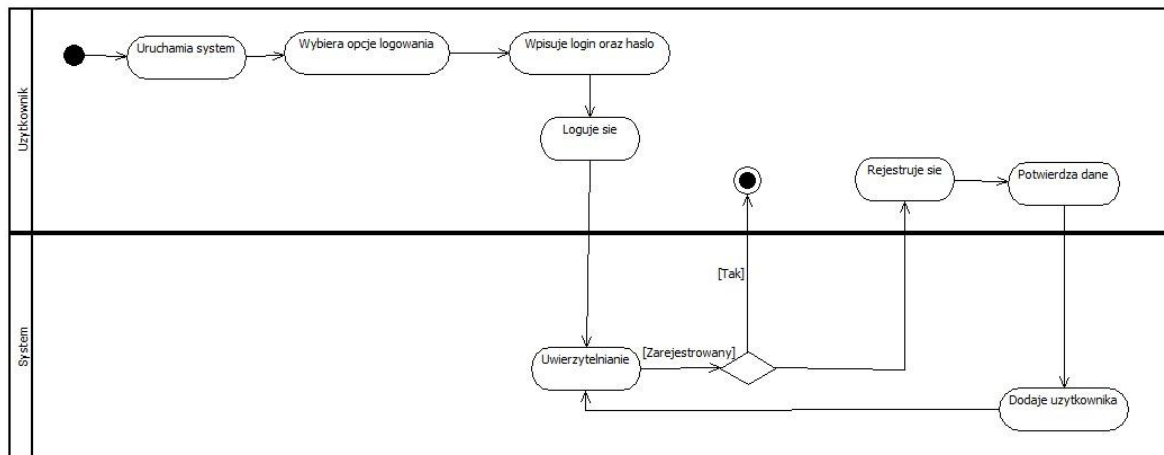 Uzytkownik
Uruchamia system
Wybiera opcje logowania
Wpisuje login oraz haslo
Loguje sie
Rejestruje sie
Potwierdza dane
System
[Tak]
Uwierzytelnianie
[Zarejestrowany]
Dodaje uzytkownika